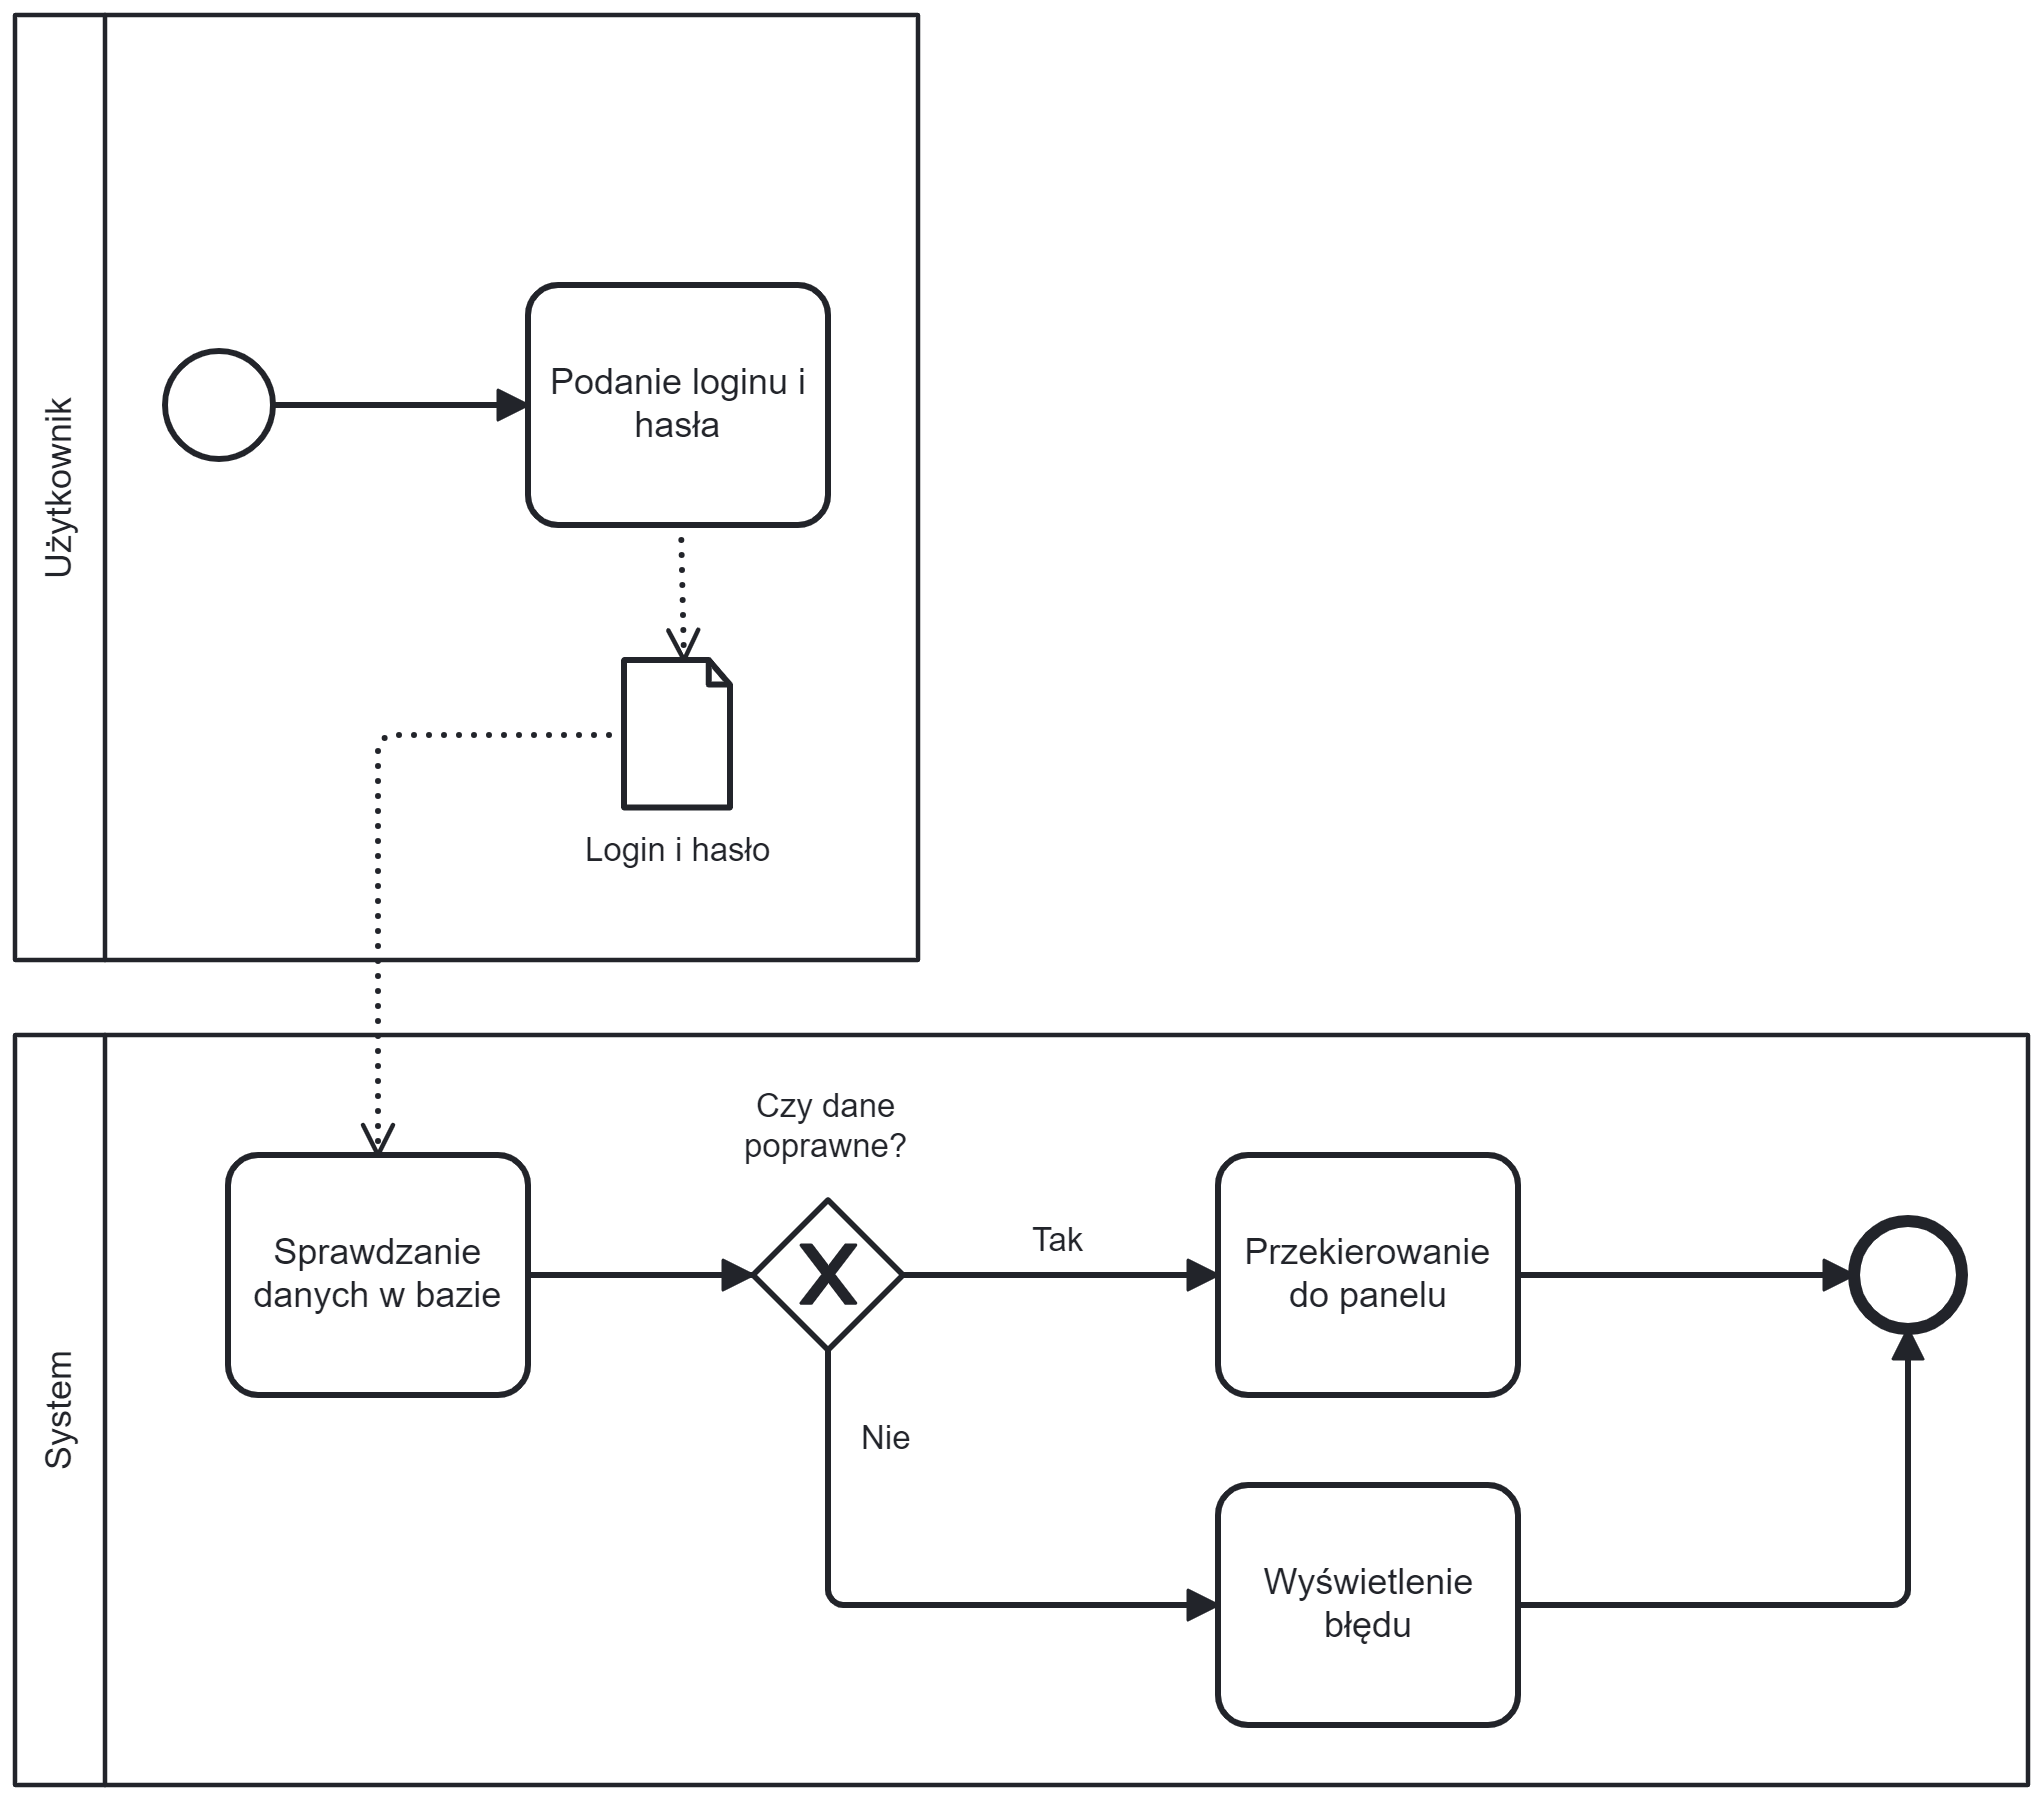 Użytkownik
Podanie loginu i
hasła
Login i hasło
System
Czy dane
poprawne?
Sprawdzanie
danych w bazie
X
Tak
Przekierowanie
do panelu
Nie
Wyświetlenie
błędu